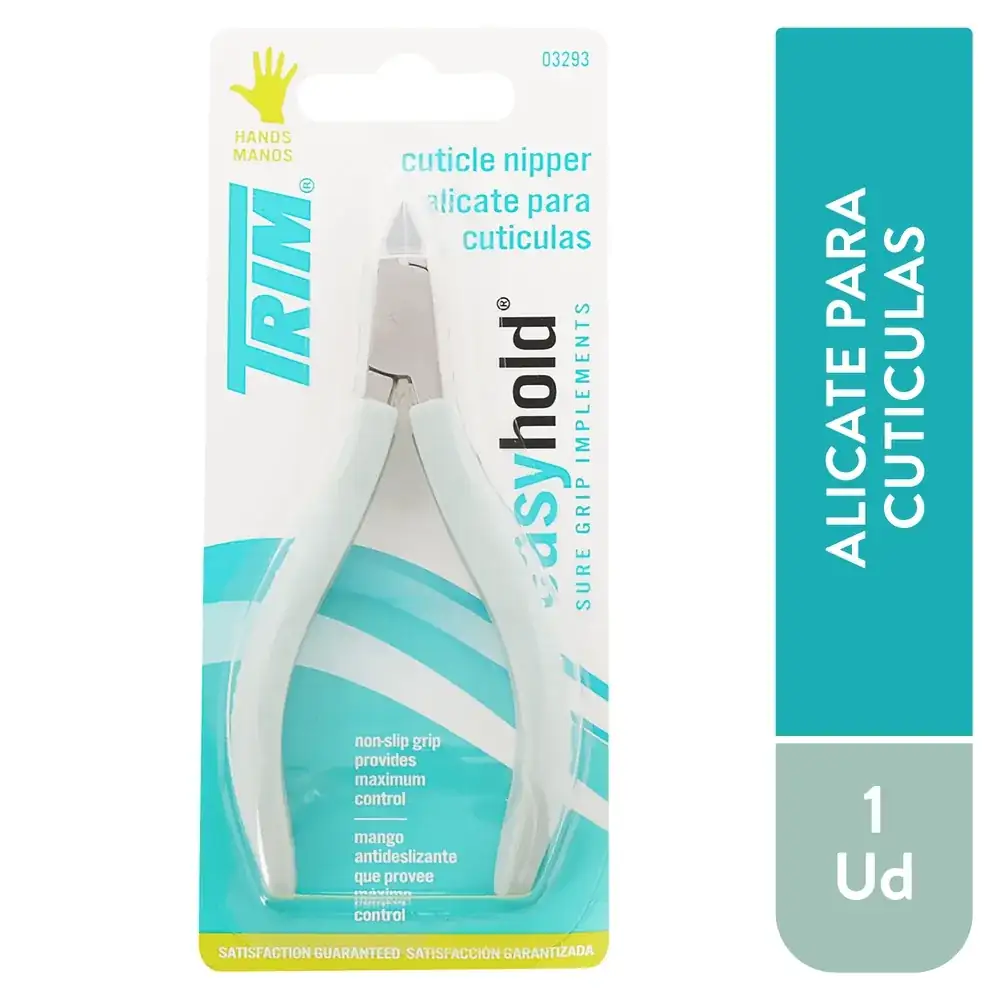 HANDS
MANOS
03293
TRIM®
cuticle nipper
alicate para
cuticulas
easyhold®
SURE GRIP IMPLEMENTS
non-slip grip
provides
maximum
control
mango
antideslizante
que provee
máximo
control
SATISFACTION GUARANTEED SATISFACCIÓN GARANTIZADA
ALICATE PARA
CUTICULAS
1
Ud